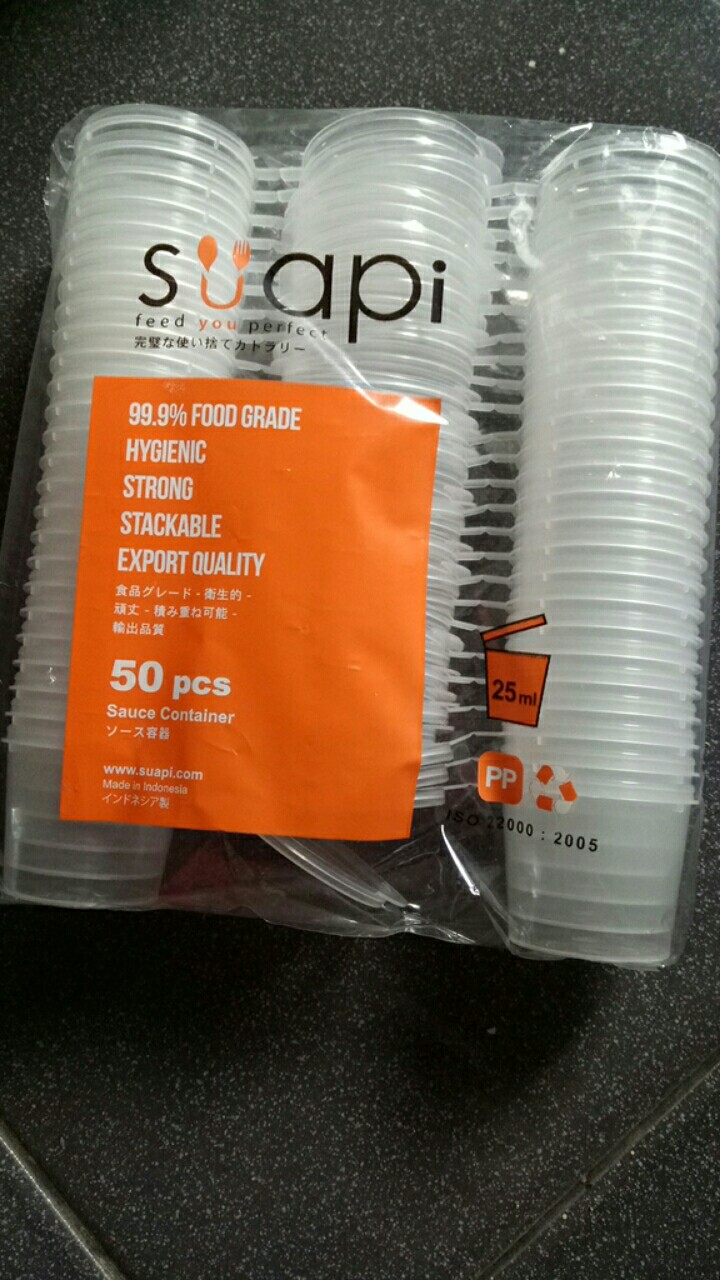 suapi
feed you perfect
完璧な使い捨てカトラリー
99.9% FOOD GRADE
HYGIENIC
STRONG
STACKABLE
EXPORT QUALITY
食品グレード - 衛生的 -
頑丈 - 積み重ね可能 -
輸出品質
50 pcs
Sauce Container
ソース容器
www.suapi.com
Made in Indonesia
インドネシア製
25 ml
PP
ISO 22000 : 2005